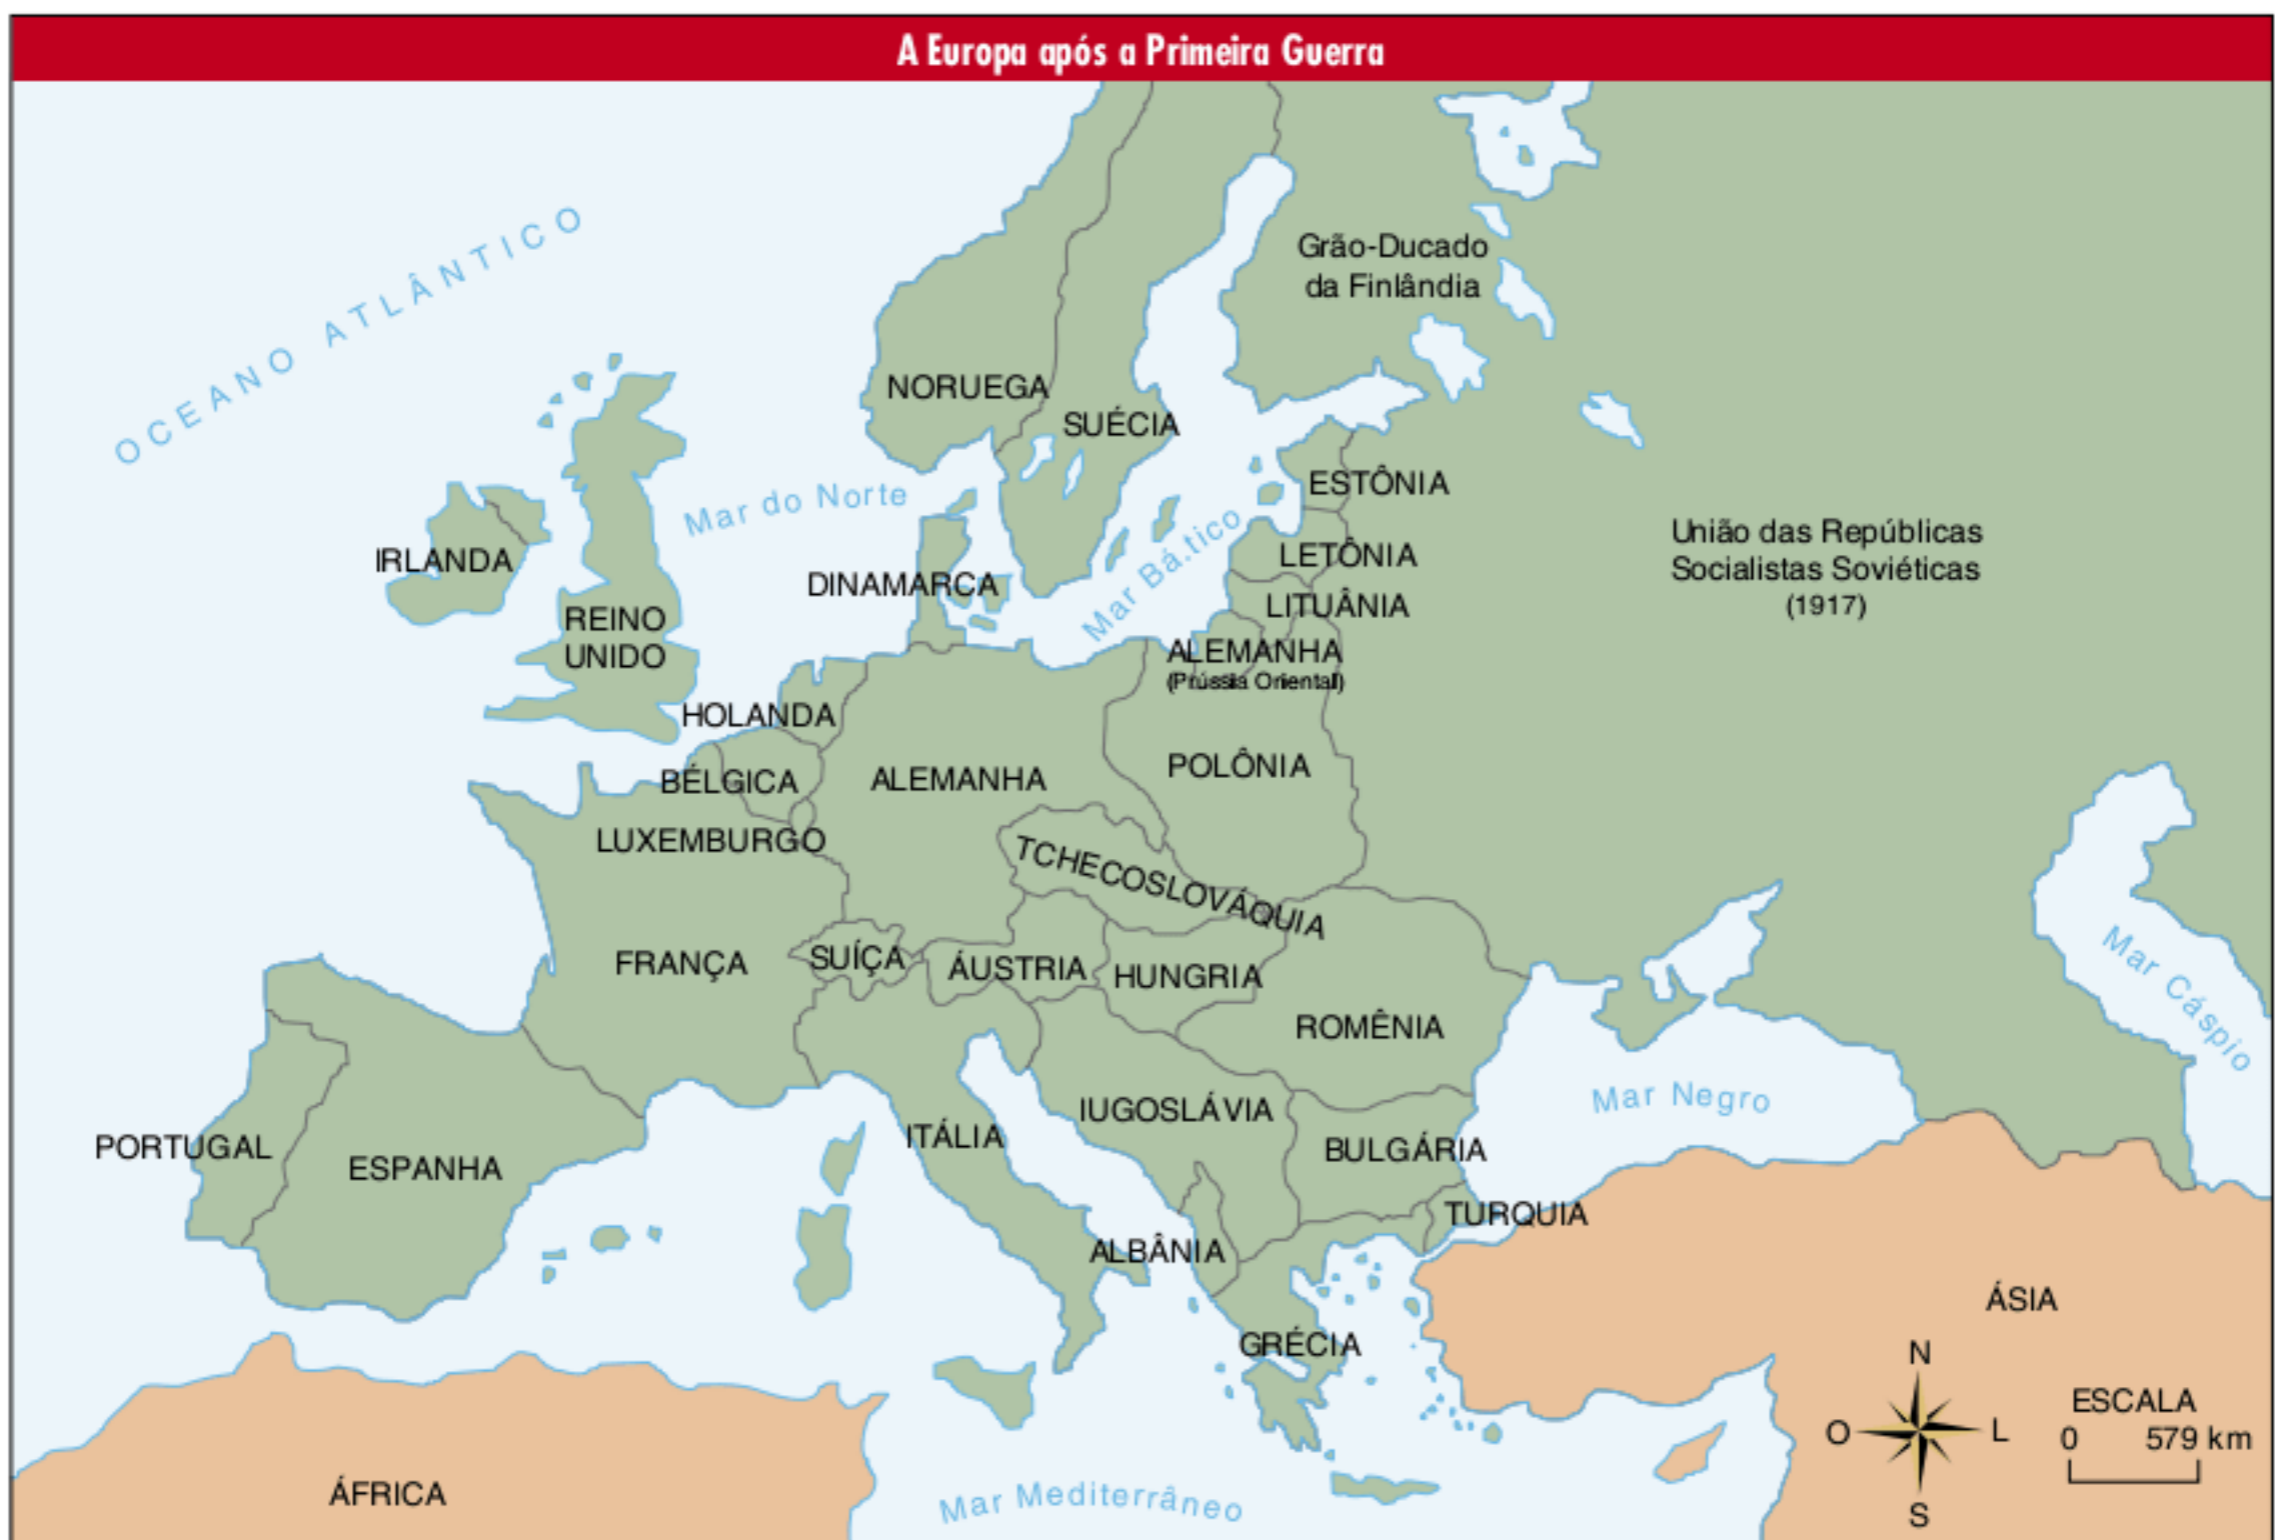 A Europa após a Primeira Guerra
OCEANO ATLÂNTICO
Grão-Ducado
da Finlândia
NORUEGA
SUÉCIA
Mar do Norte
ESTÔNIA
União das Repúblicas
Socialistas Soviéticas
(1917)
IRLANDA
DINAMARCA
Mar Bá.tico
LETÔNIA
LITUÂNIA
REINO
UNIDO
ALEMANHA
(Prússia Oriental)
HOLANDA
BÉLGICA
ALEMANHA
POLÔNIA
LUXEMBURGO
TCHECOSLOVÁQUIA
FRANÇA
SUÍÇA
ÁUSTRIA
HUNGRIA
Mar Cáspio
ROMÊNIA
Mar Negro
IUGOSLÁVIA
PORTUGAL
ESPANHA
ITÁLIA
BULGÁRIA
TURQUIA
ALBÂNIA
ÁSIA
GRÉCIA
N
O
L
S
ESCALA
0 579 km
ÁFRICA
Mar Mediterrâneo